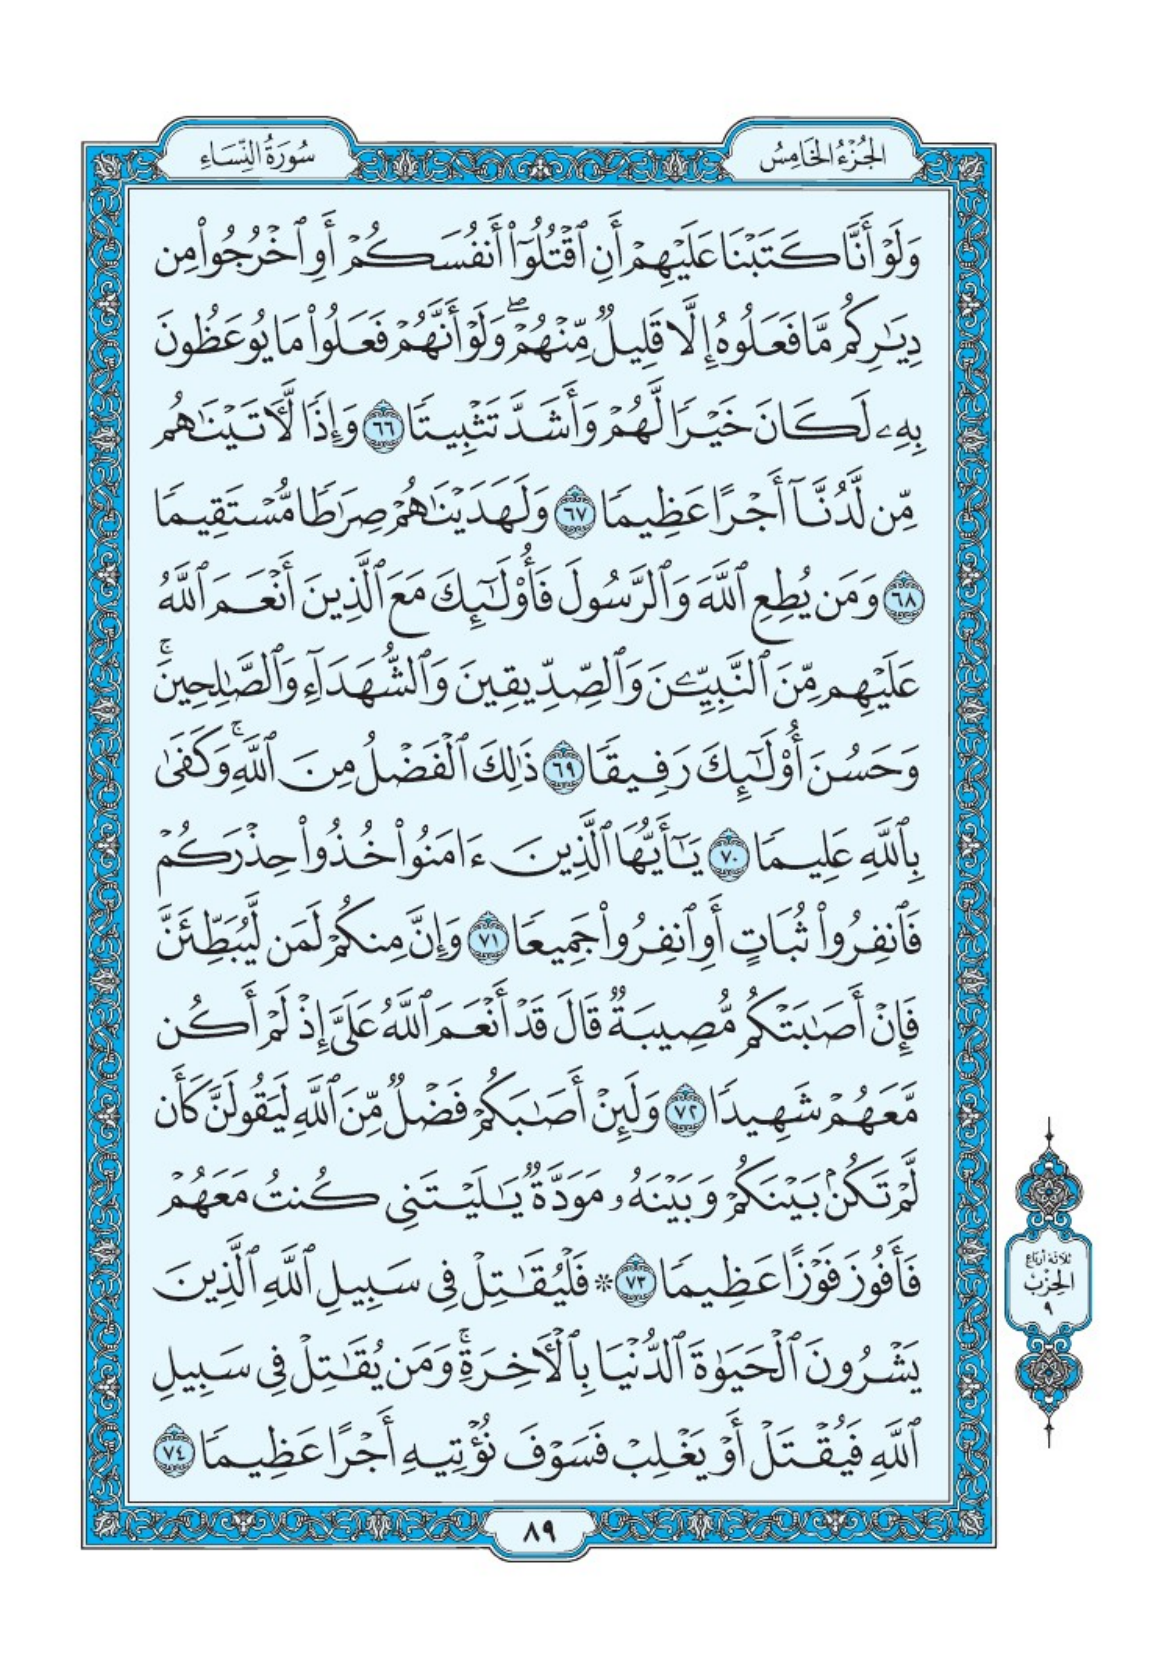 الجُزْءُ الخَامِسُ
سُورَةُ النِّسَاءِ
وَلَوۡ أَنَّا كَتَبۡنَا عَلَيۡهِمۡ أَنِ ٱقۡتُلُوٓاْ أَنفُسَكُمۡ أَوِ ٱخۡرُجُواْ مِن
دِيَٰرِكُم مَّا فَعَلُوهُ إِلَّا قَلِيلٞ مِّنۡهُمۡۖ وَلَوۡ أَنَّهُمۡ فَعَلُواْ مَا يُوعَظُونَ
بِهِۦ لَكَانَ خَيۡرٗا لَّهُمۡ وَأَشَدَّ تَثۡبِيتٗا ٦٦ وَإِذٗا لَّأٓتَيۡنَٰهُم
مِّن لَّدُنَّآ أَجۡرًا عَظِيمٗا ٦٧ وَلَهَدَيۡنَٰهُمۡ صِرَٰطٗا مُّسۡتَقِيمٗا
٦٨ وَمَن يُطِعِ ٱللَّهَ وَٱلرَّسُولَ فَأُوْلَٰٓئِكَ مَعَ ٱلَّذِينَ أَنۡعَمَ ٱللَّهُ
عَلَيۡهِم مِّنَ ٱلنَّبِيِّـۧنَ وَٱلصِّدِّيقِينَ وَٱلشُّهَدَآءِ وَٱلصَّٰلِحِينَۚ
وَحَسُنَ أُوْلَٰٓئِكَ رَفِيقٗا ٦٩ ذَٰلِكَ ٱلۡفَضۡلُ مِنَ ٱللَّهِۚ وَكَفَىٰ
بِٱللَّهِ عَلِيمٗا ٧٠ يَٰٓأَيُّهَا ٱلَّذِينَ ءَامَنُواْ خُذُواْ حِذۡرَكُمۡ
فَٱنفِرُواْ ثُبَاتٍ أَوِ ٱنفِرُواْ جَمِيعٗا ٧١ وَإِنَّ مِنكُمۡ لَمَن لَّيُبَطِّئَنَّ
فَإِنۡ أَصَٰبَتۡكُم مُّصِيبَةٞ قَالَ قَدۡ أَنۡعَمَ ٱللَّهُ عَلَيَّ إِذۡ لَمۡ أَكُن
مَّعَهُمۡ شَهِيدٗا ٧٢ وَلَئِنۡ أَصَٰبَكُمۡ فَضۡلٞ مِّنَ ٱللَّهِ لَيَقُولَنَّ كَأَن
لَّمۡ تَكُنۢ بَيۡنَكُمۡ وَبَيۡنَهُۥ مَوَدَّةٞ يَٰلَيۡتَنِي كُنتُ مَعَهُمۡ
فَأَفُوزَ فَوۡزًا عَظِيمٗا ٧٣ ۞ فَلۡيُقَٰتِلۡ فِي سَبِيلِ ٱللَّهِ ٱلَّذِينَ
يَشۡرُونَ ٱلۡحَيَوٰةَ ٱلدُّنۡيَا بِٱلۡأٓخِرَةِۚ وَمَن يُقَٰتِلۡ فِي سَبِيلِ
ٱللَّهِ فَيُقۡتَلۡ أَوۡ يَغۡلِبۡ فَسَوۡفَ نُؤۡتِيهِ أَجۡرًا عَظِيمٗا ٧٤
ثلاثة أرباع
الحِزْب
٩
٨٩